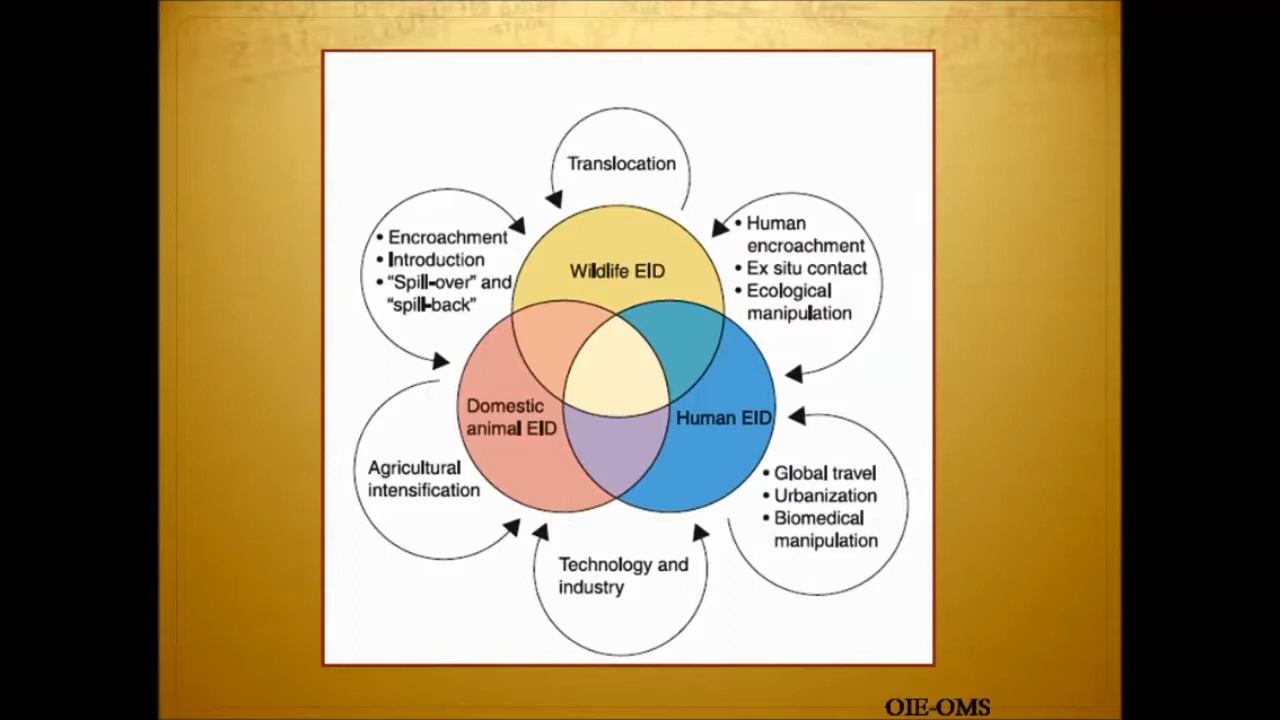 Translocation
• Encroachment
• Introduction
• “Spill-over” and
“spill-back”
• Human
encroachment
• Ex situ contact
• Ecological
manipulation
Wildlife EID
Domestic
animal EID
Human EID
Agricultural
intensification
• Global travel
• Urbanization
• Biomedical
manipulation
Technology and
industry
OIE-OMS